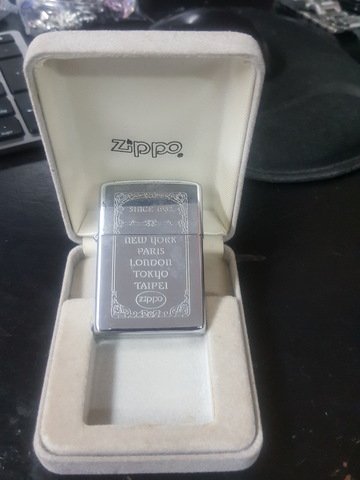 Zippo
SINCE 1932
NEW YORK
PARIS
LONDON
TOKYO
TAIPEI
Zippo